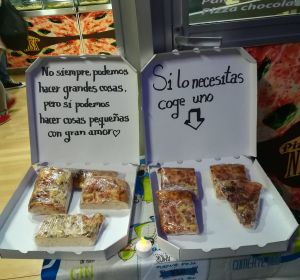 No siempre podemos
hacer grandes cosas,
pero si podemos
hacer cosas pequeñas
con gran amor♡
Si lo necesitas
coge uno